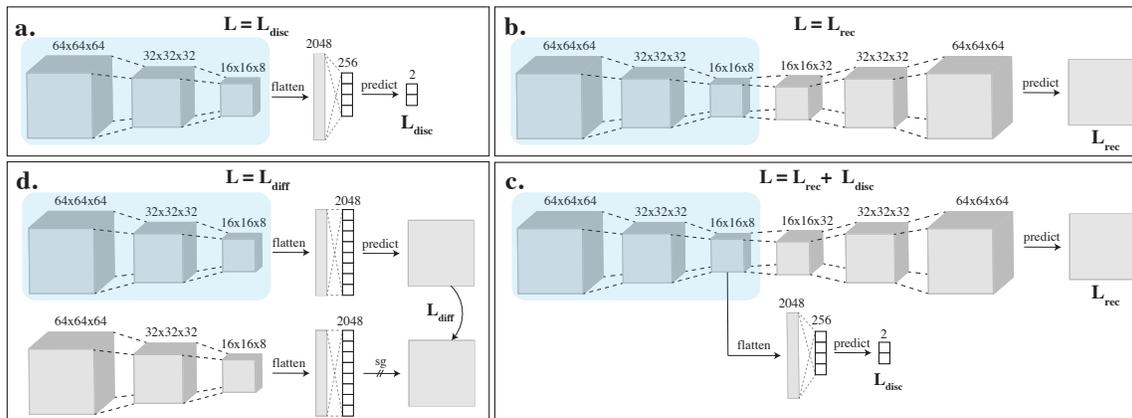 a.
L = L_disc
64x64x64
32x32x32
16x16x8
flatten
2048
256
predict
2
L_disc
b.
L = L_rec
64x64x64
32x32x32
16x16x8
16x16x32
32x32x32
64x64x64
predict
L_rec
d.
L = L_diff
64x64x64
32x32x32
16x16x8
flatten
2048
predict
L_diff
64x64x64
32x32x32
16x16x8
flatten
2048
sg
c.
L = L_rec + L_disc
64x64x64
32x32x32
16x16x8
16x16x32
32x32x32
64x64x64
predict
L_rec
flatten
2048
256
predict
2
L_disc